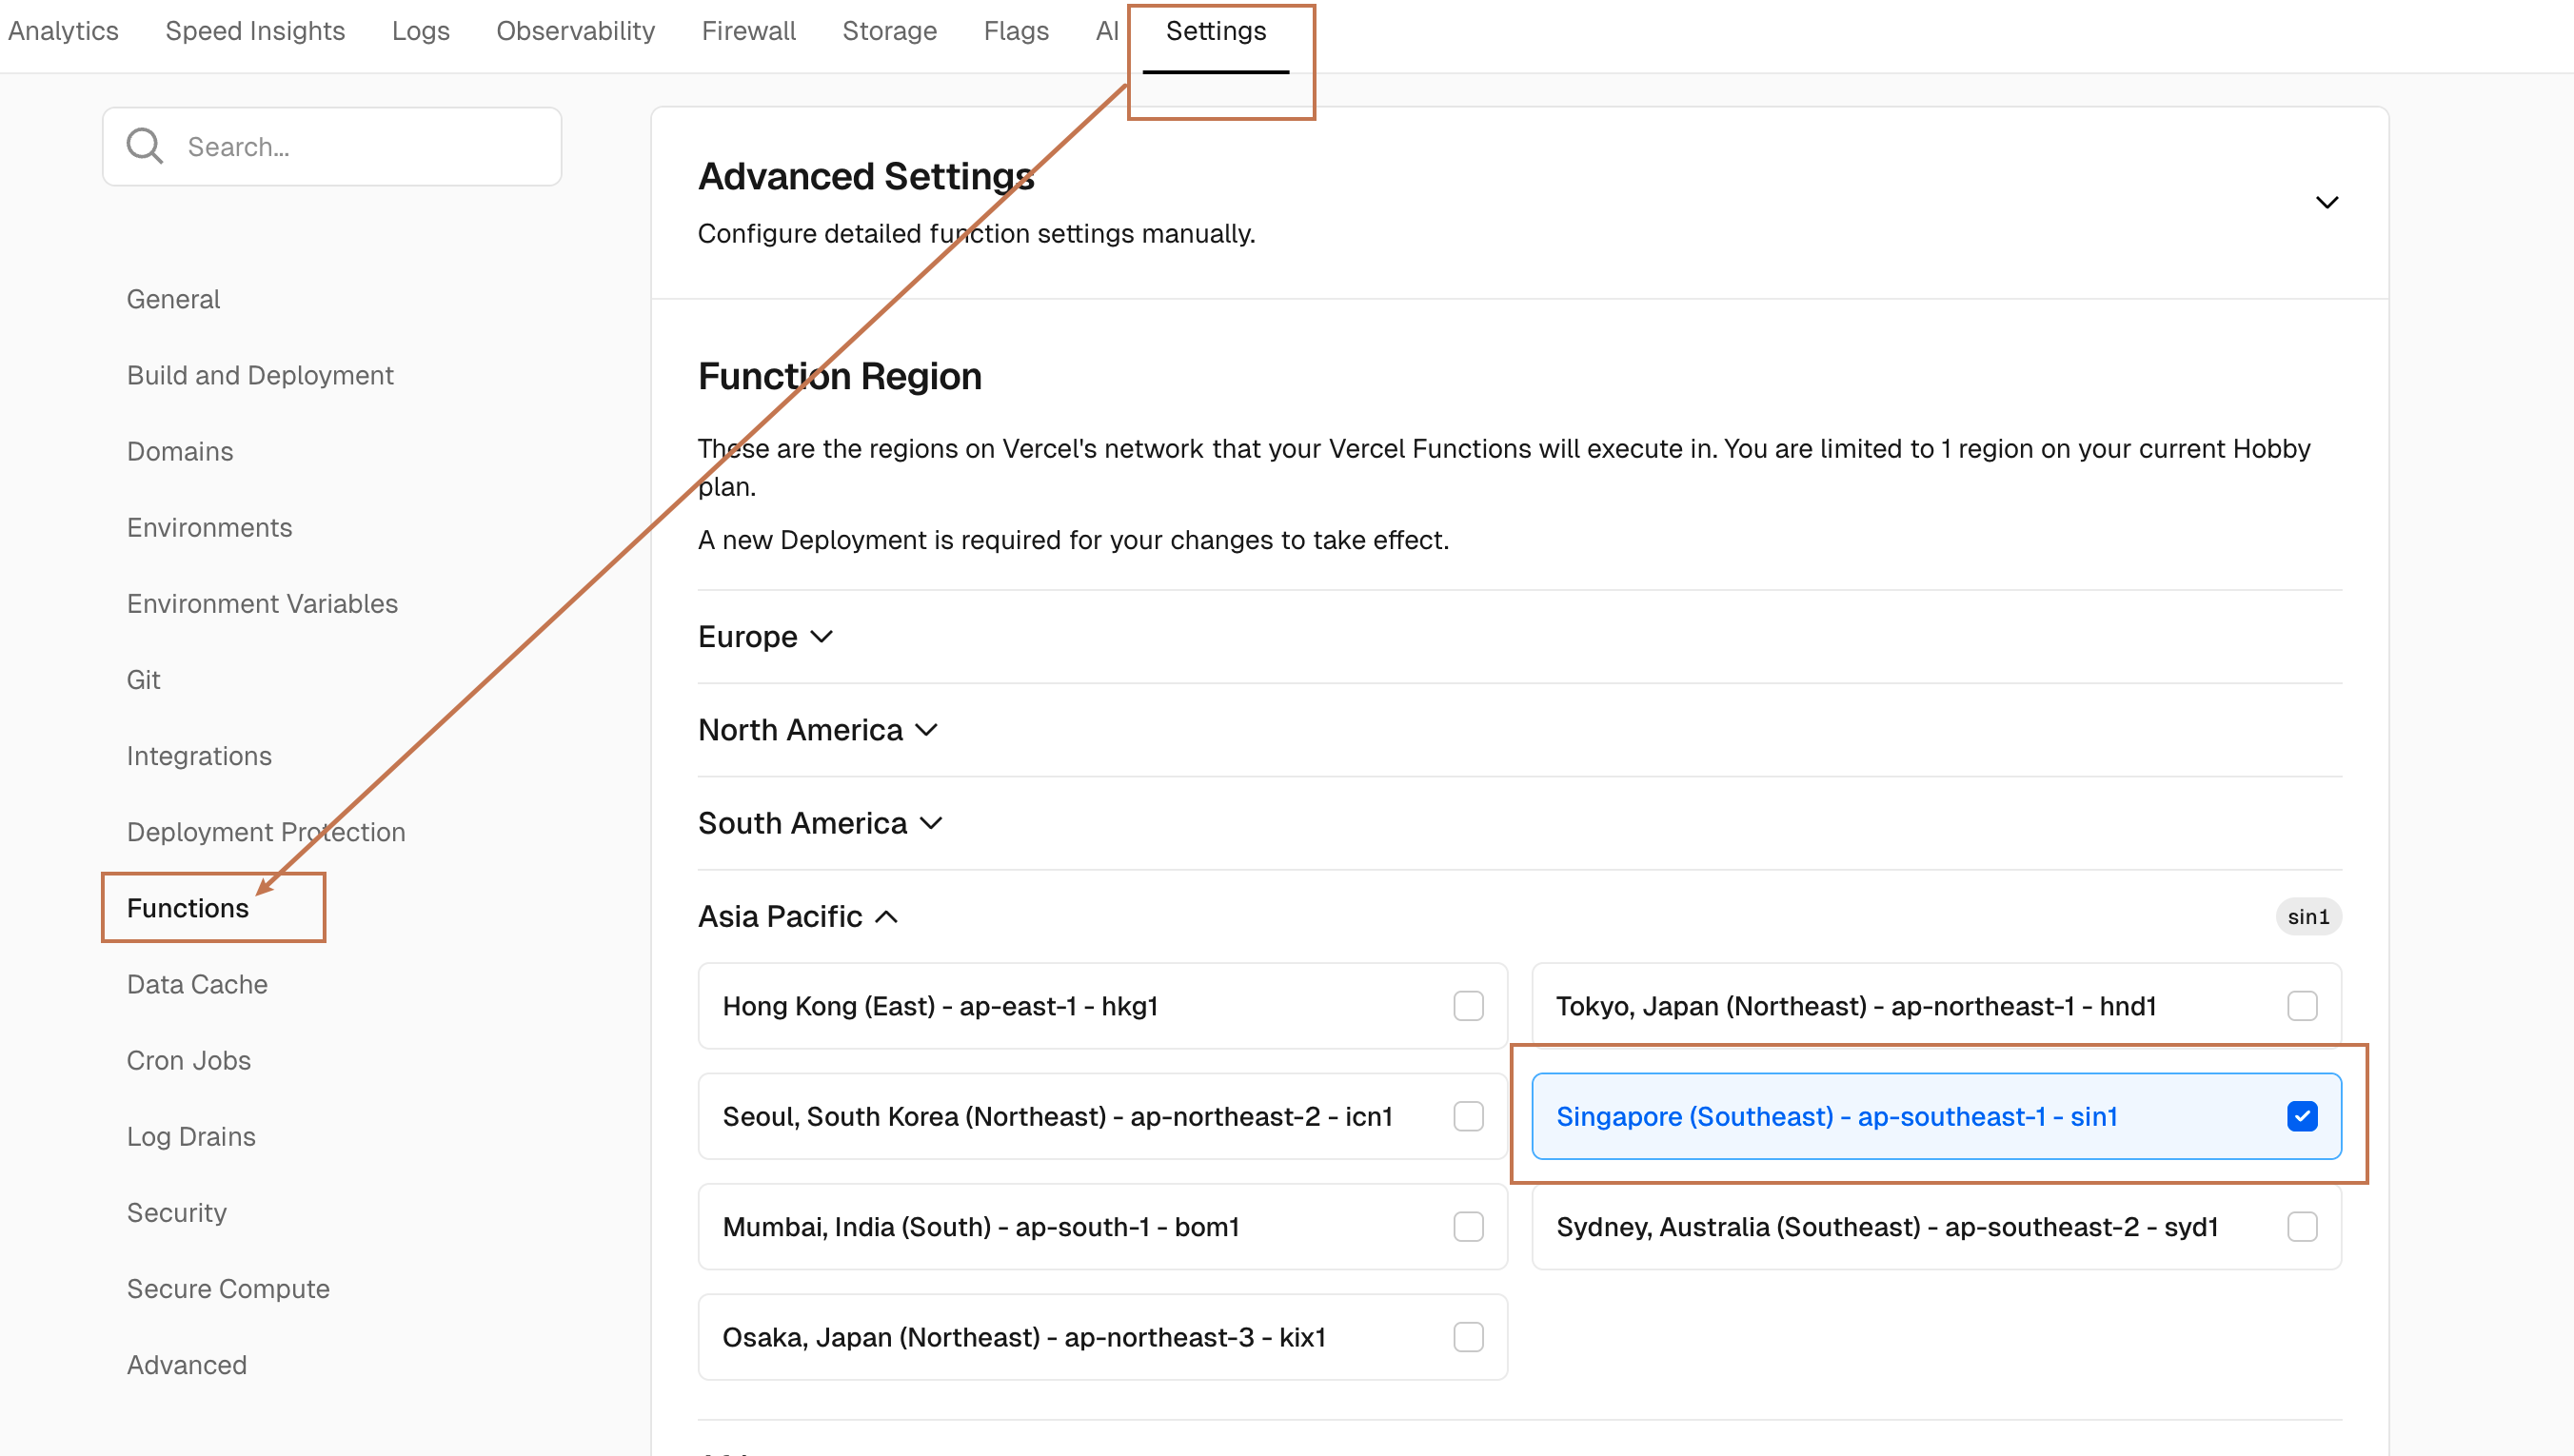 Analytics Speed Insights Logs Observability Firewall Storage Flags AI Settings
Search...
General
Build and Deployment
Domains
Environments
Environment Variables
Git
Integrations
Deployment Protection
Functions
Data Cache
Cron Jobs
Log Drains
Security
Secure Compute
Advanced
Advanced Settings
Configure detailed function settings manually.
Function Region
These are the regions on Vercel's network that your Vercel Functions will execute in. You are limited to 1 region on your current Hobby
plan.
A new Deployment is required for your changes to take effect.
Europe
North America
South America
Asia Pacific sin1
Hong Kong (East) - ap-east-1 - hkg1
Tokyo, Japan (Northeast) - ap-northeast-1 - hnd1
Seoul, South Korea (Northeast) - ap-northeast-2 - icn1
Singapore (Southeast) - ap-southeast-1 - sin1
Mumbai, India (South) - ap-south-1 - bom1
Sydney, Australia (Southeast) - ap-southeast-2 - syd1
Osaka, Japan (Northeast) - ap-northeast-3 - kix1